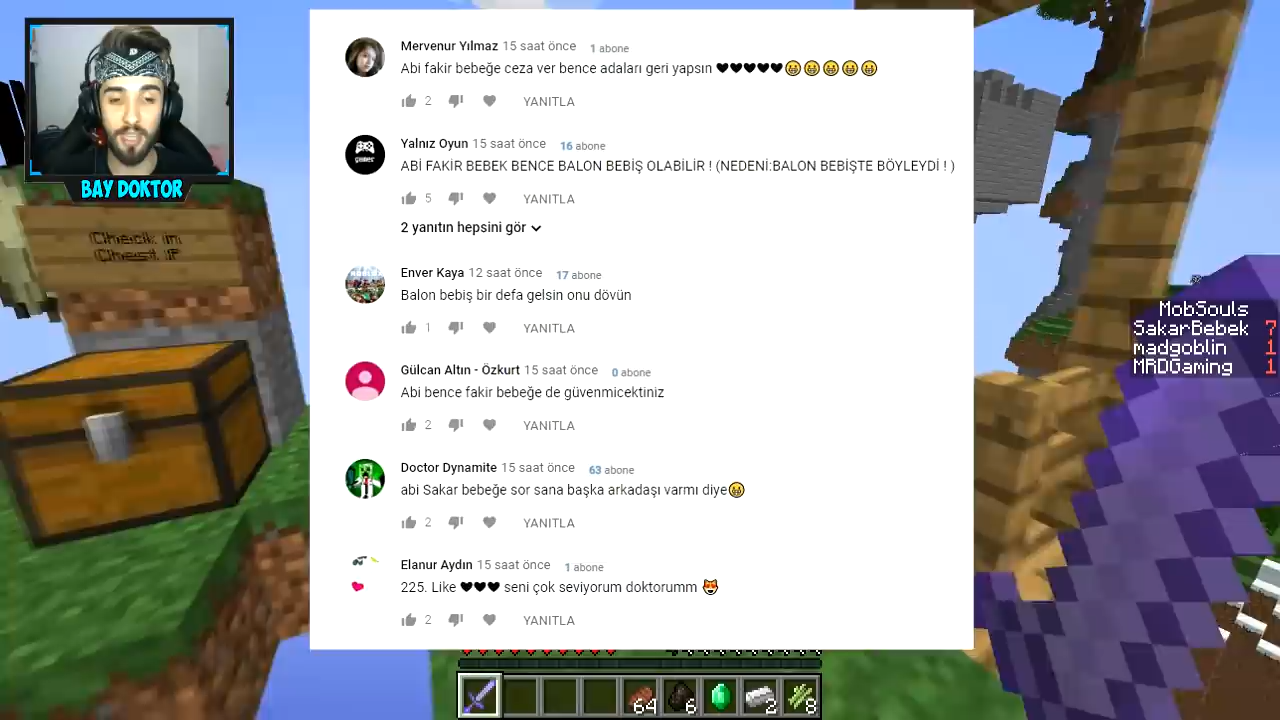 Mervenur Yılmaz 15 saat önce 1 abone
Abi fakir bebeğe ceza ver bence adaları geri yapsın ♥♥♥♥♥😀😀😀😀😀
2 YANITLA
Yalnız Oyun 15 saat önce 16 abone
ABİ FAKİR BEBEK BENCE BALON BEBİŞ OLABİLİR ! (NEDENİ:BALON BEBİŞTE BÖYLEYDİ ! )
5 YANITLA
2 yanıtın hepsini gör
gamer
BAY DOKTOR
Check in
Chest if
Enver Kaya 12 saat önce 17 abone
Balon bebiş bir defa gelsin onu dövün
1 YANITLA
MobSouls
SakarBebek 7
madgoblin 1
MRDGaming 1
Gülcan Altın - Özkurt 15 saat önce 0 abone
Abi bence fakir bebeğe de güvenmicektiniz
2 YANITLA
Doctor Dynamite 15 saat önce 63 abone
abi Sakar bebeğe sor sana başka arkadaşı varmı diye😀
2 YANITLA
Elanur Aydın 15 saat önce 1 abone
225. Like ♥♥♥ seni çok seviyorum doktorumm 😻
2 YANITLA
64 6 2 8